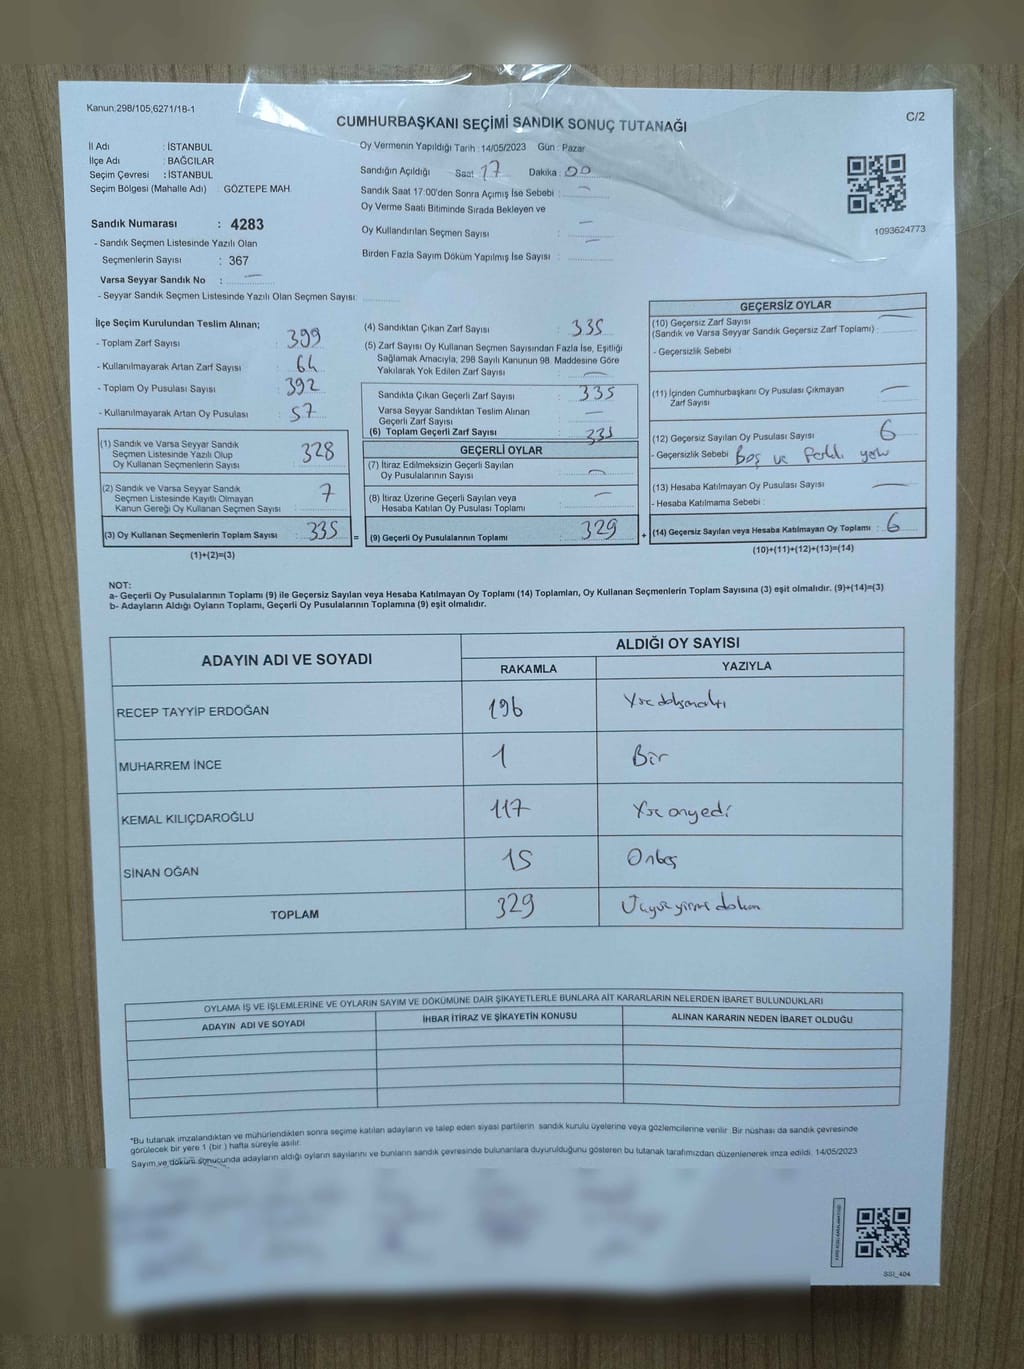 Kanun;298/105;6271/18-1
C/2
CUMHURBAŞKANI SEÇİMİ SANDIK SONUÇ TUTANAĞI
İl Adı : İSTANBUL
İlçe Adı : BAĞCILAR
Seçim Çevresi : İSTANBUL
Seçim Bölgesi (Mahalle Adı) : GÖZTEPE MAH.
Sandık Numarası : 4283
- Sandık Seçmen Listesinde Yazılı Olan
Seçmenlerin Sayısı : 367
Varsa Seyyar Sandık No : —
- Seyyar Sandık Seçmen Listesinde Yazılı Olan Seçmen Sayısı:
Oy Vermenin Yapıldığı Tarih : 14/05/2023 Gün : Pazar
Sandığın Açıldığı Saat : 17 Dakika : 00
Sandık Saat 17:00'den Sonra Açılmış İse Sebebi : —
Oy Verme Saati Bitiminde Sırada Bekleyen ve
Oy Kullandırılan Seçmen Sayısı : —
Birden Fazla Sayım Döküm Yapılmış İse Sayısı : —
1093624773
İlçe Seçim Kurulundan Teslim Alınan;
- Toplam Zarf Sayısı : 399
- Kullanılmayarak Artan Zarf Sayısı : 64
- Toplam Oy Pusulası Sayısı : 392
- Kullanılmayarak Artan Oy Pusulası : 57
(1) Sandık ve Varsa Seyyar Sandık
Seçmen Listesinde Yazılı Olup
Oy Kullanan Seçmenlerin Sayısı : 328
(2) Sandık ve Varsa Seyyar Sandık
Seçmen Listesinde Kayıtlı Olmayan
Kanun Gereği Oy Kullanan Seçmen Sayısı : 7
(3) Oy Kullanan Seçmenlerin Toplam Sayısı : 335 =
(1)+(2)=(3)
(4) Sandıktan Çıkan Zarf Sayısı : 335
(5) Zarf Sayısı Oy Kullanan Seçmen Sayısından Fazla İse, Eşitliği
Sağlamak Amacıyla; 298 Sayılı Kanunun 98. Maddesine Göre
Yakılarak Yok Edilen Zarf Sayısı : —
Sandıkta Çıkan Geçerli Zarf Sayısı : 335
Varsa Seyyar Sandıktan Teslim Alınan
Geçerli Zarf Sayısı : —
(6) Toplam Geçerli Zarf Sayısı : 335
GEÇERLİ OYLAR
(7) İtiraz Edilmeksizin Geçerli Sayılan
Oy Pusulalarının Sayısı : —
(8) İtiraz Üzerine Geçerli Sayılan veya
Hesaba Katılan Oy Pusulası Toplamı : —
(9) Geçerli Oy Pusulalarının Toplamı : 329 +
GEÇERSİZ OYLAR
(10) Geçersiz Zarf Sayısı
(Sandık ve Varsa Seyyar Sandık Geçersiz Zarf Toplamı) : —
- Geçersizlik Sebebi :
(11) İçinden Cumhurbaşkanı Oy Pusulası Çıkmayan
Zarf Sayısı : —
(12) Geçersiz Sayılan Oy Pusulası Sayısı : 6
- Geçersizlik Sebebi : Boş ve Farklı
(13) Hesaba Katılmayan Oy Pusulası Sayısı : —
- Hesaba Katılmama Sebebi :
(14) Geçersiz Sayılan veya Hesaba Katılmayan Oy Toplamı : 6
(10)+(11)+(12)+(13)=(14)
NOT:
a- Geçerli Oy Pusulalarının Toplamı (9) ile Geçersiz Sayılan veya Hesaba Katılmayan Oy Toplamı (14) Toplamları, Oy Kullanan Seçmenlerin Toplam Sayısına (3) eşit olmalıdır. (9)+(14)=(3)
b- Adayların Aldığı Oyların Toplamı, Geçerli Oy Pusulalarının Toplamına (9) eşit olmalıdır.
ADAYIN ADI VE SOYADI
ALDIĞI OY SAYISI
RAKAMLA YAZIYLA
RECEP TAYYİP ERDOĞAN 196 Yüzdoksanaltı
MUHARREM İNCE 1 Bir
KEMAL KILIÇDAROĞLU 117 Yüzonyedi
SİNAN OĞAN 15 Onbeş
TOPLAM 329 Üçyüzyirmidokuz
OYLAMA İŞ VE İŞLEMLERİNE VE OYLARIN SAYIM VE DÖKÜMÜNE DAİR ŞİKAYETLERLE BUNLARA AİT KARARLARIN NELERDEN İBARET BULUNDUKLARI
ADAYIN ADI VE SOYADI İHBAR İTİRAZ VE ŞİKAYETİN KONUSU ALINAN KARARIN NEDEN İBARET OLDUĞU
*Bu tutanak imzalandıktan ve mühürlendikten sonra seçime katılan adayların ve talep eden siyasi partilerin sandık kurulu üyelerine veya gözlemcilerine verilir. Bir nüshası da sandık çevresinde
görülecek bir yere 1 (bir) hafta süreyle asılır.
Sayım ve döküm sonucunda adayların aldığı oyların sayılarını ve bunların sandık çevresinde bulunanlara duyurulduğunu gösteren bu tutanak tarafımızdan düzenlenerek imza edildi. 14/05/2023
SSI_404